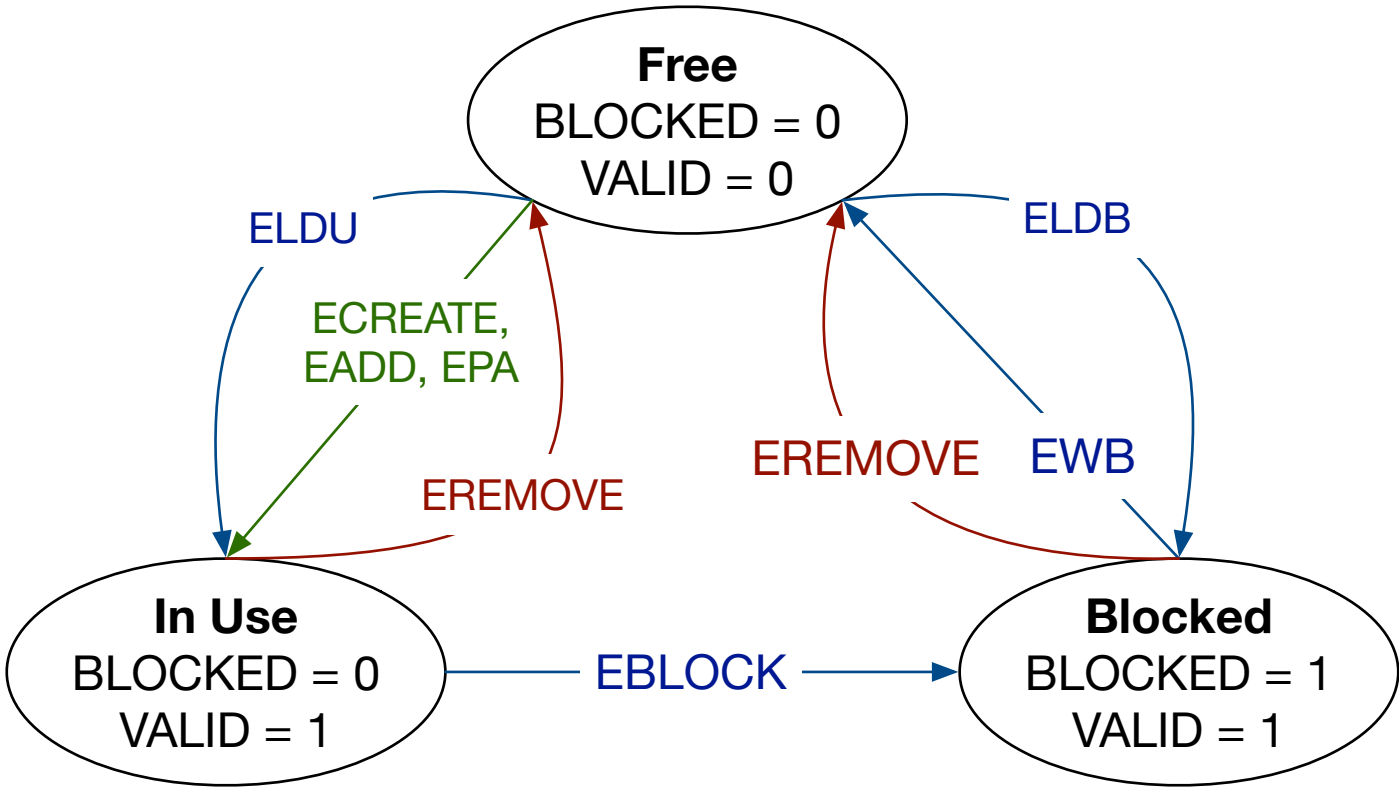 Free
BLOCKED = 0
VALID = 0
ELDU
ELDB
ECREATE,
EADD, EPA
EREMOVE
EREMOVE
EWB
In Use
BLOCKED = 0
VALID = 1
EBLOCK
Blocked
BLOCKED = 1
VALID = 1